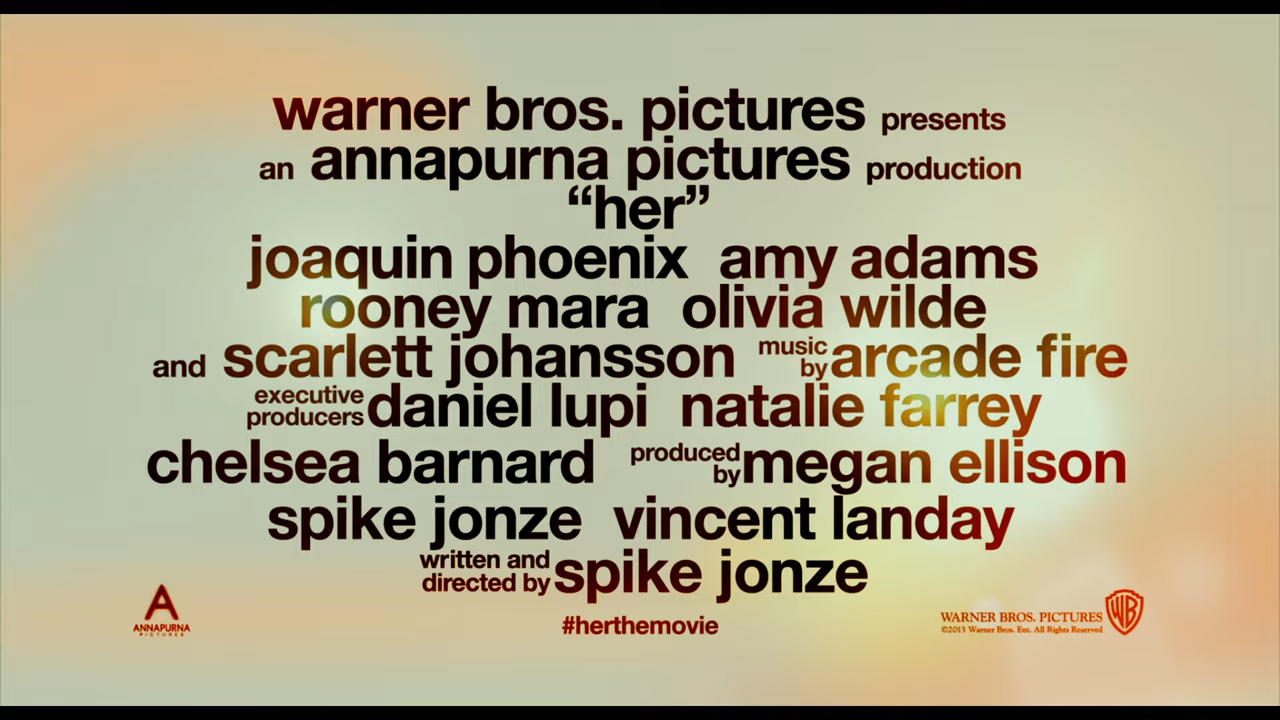 warner bros. pictures presents
an annapurna pictures production
“her”
joaquin phoenix amy adams
rooney mara olivia wilde
and scarlett johansson music by arcade fire
executive producers daniel lupi natalie farrey
chelsea barnard produced by megan ellison
spike jonze vincent landay
written and directed by spike jonze
#herthemovie
A
ANNAPURNA
PICTURES
WARNER BROS. PICTURES
©2013 Warner Bros. Ent. All Rights Reserved
WB